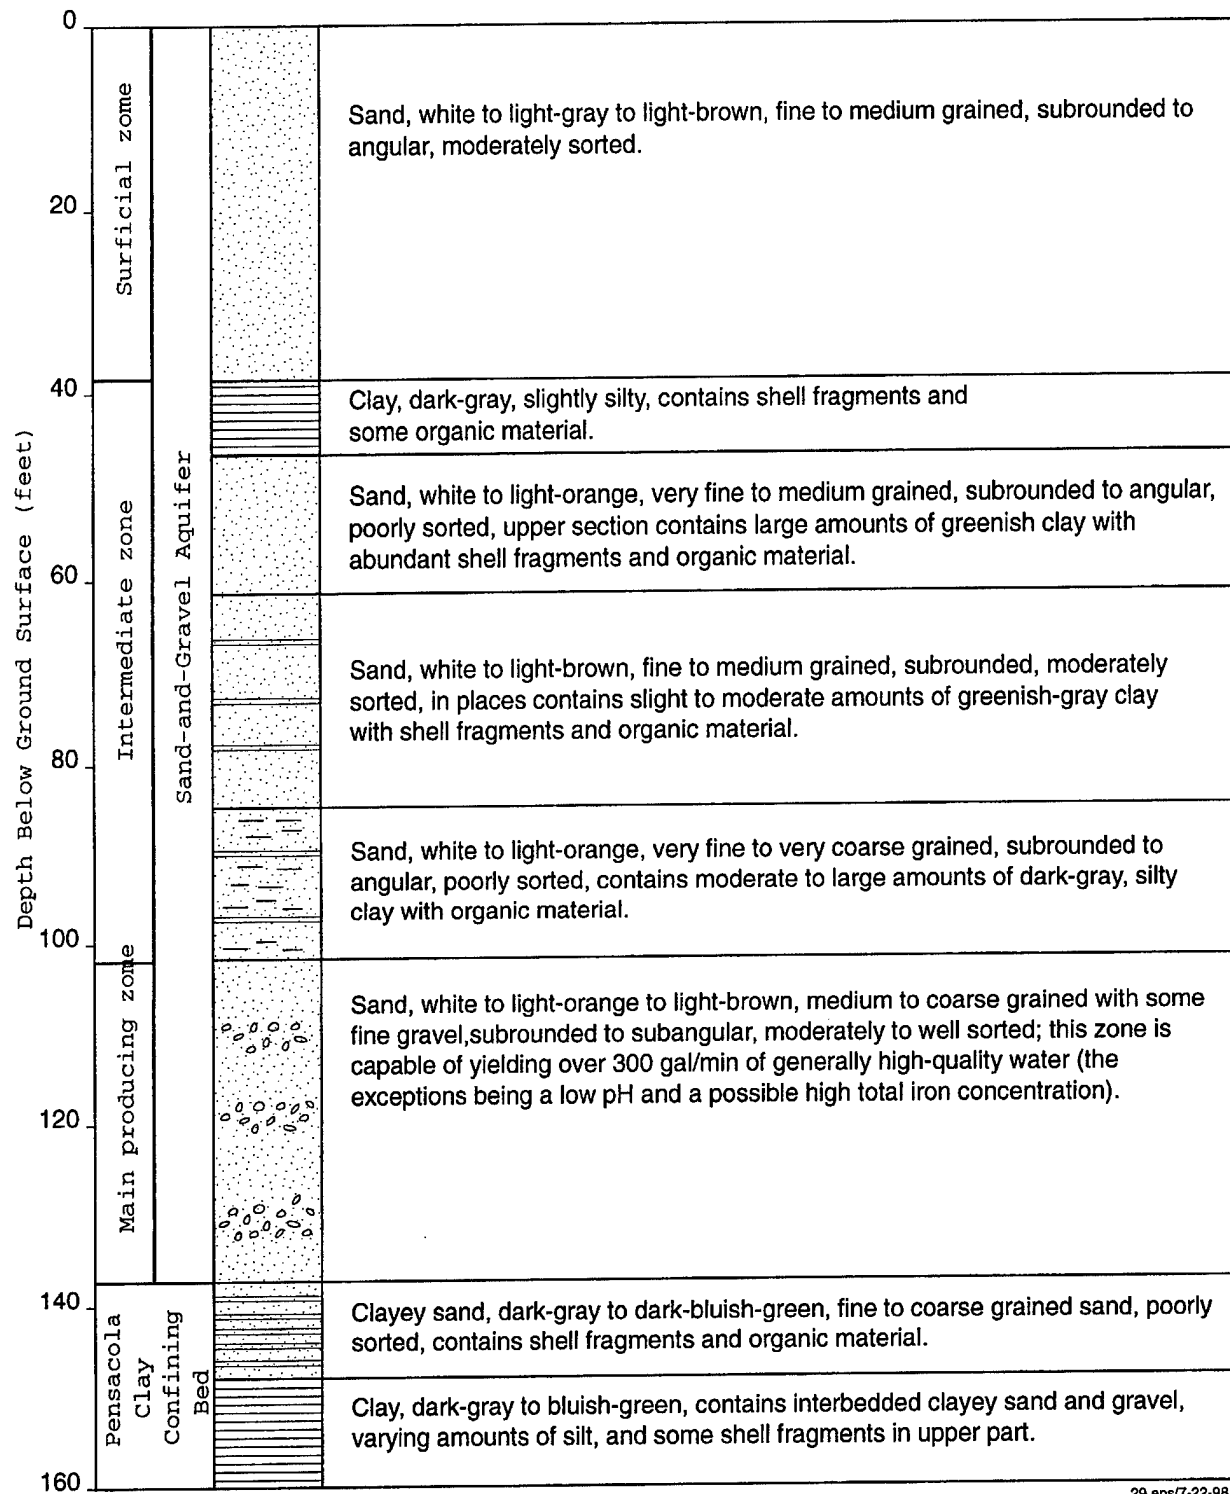 0
20
40
60
80
100
120
140
160
Depth Below Ground Surface (feet)
Surficial zome
Intermediate zone
Main producing zome
Sand-and-Gravel Aquifer
Pensacola
Clay
Confining
Bed
Sand, white to light-gray to light-brown, fine to medium grained, subrounded to
angular, moderately sorted.
Clay, dark-gray, slightly silty, contains shell fragments and
some organic material.
Sand, white to light-orange, very fine to medium grained, subrounded to angular,
poorly sorted, upper section contains large amounts of greenish clay with
abundant shell fragments and organic material.
Sand, white to light-brown, fine to medium grained, subrounded, moderately
sorted, in places contains slight to moderate amounts of greenish-gray clay
with shell fragments and organic material.
Sand, white to light-orange, very fine to very coarse grained, subrounded to
angular, poorly sorted, contains moderate to large amounts of dark-gray, silty
clay with organic material.
Sand, white to light-orange to light-brown, medium to coarse grained with some
fine gravel,subrounded to subangular, moderately to well sorted; this zone is
capable of yielding over 300 gal/min of generally high-quality water (the
exceptions being a low pH and a possible high total iron concentration).
Clayey sand, dark-gray to dark-bluish-green, fine to coarse grained sand, poorly
sorted, contains shell fragments and organic material.
Clay, dark-gray to bluish-green, contains interbedded clayey sand and gravel,
varying amounts of silt, and some shell fragments in upper part.
29.eps/7-22-98